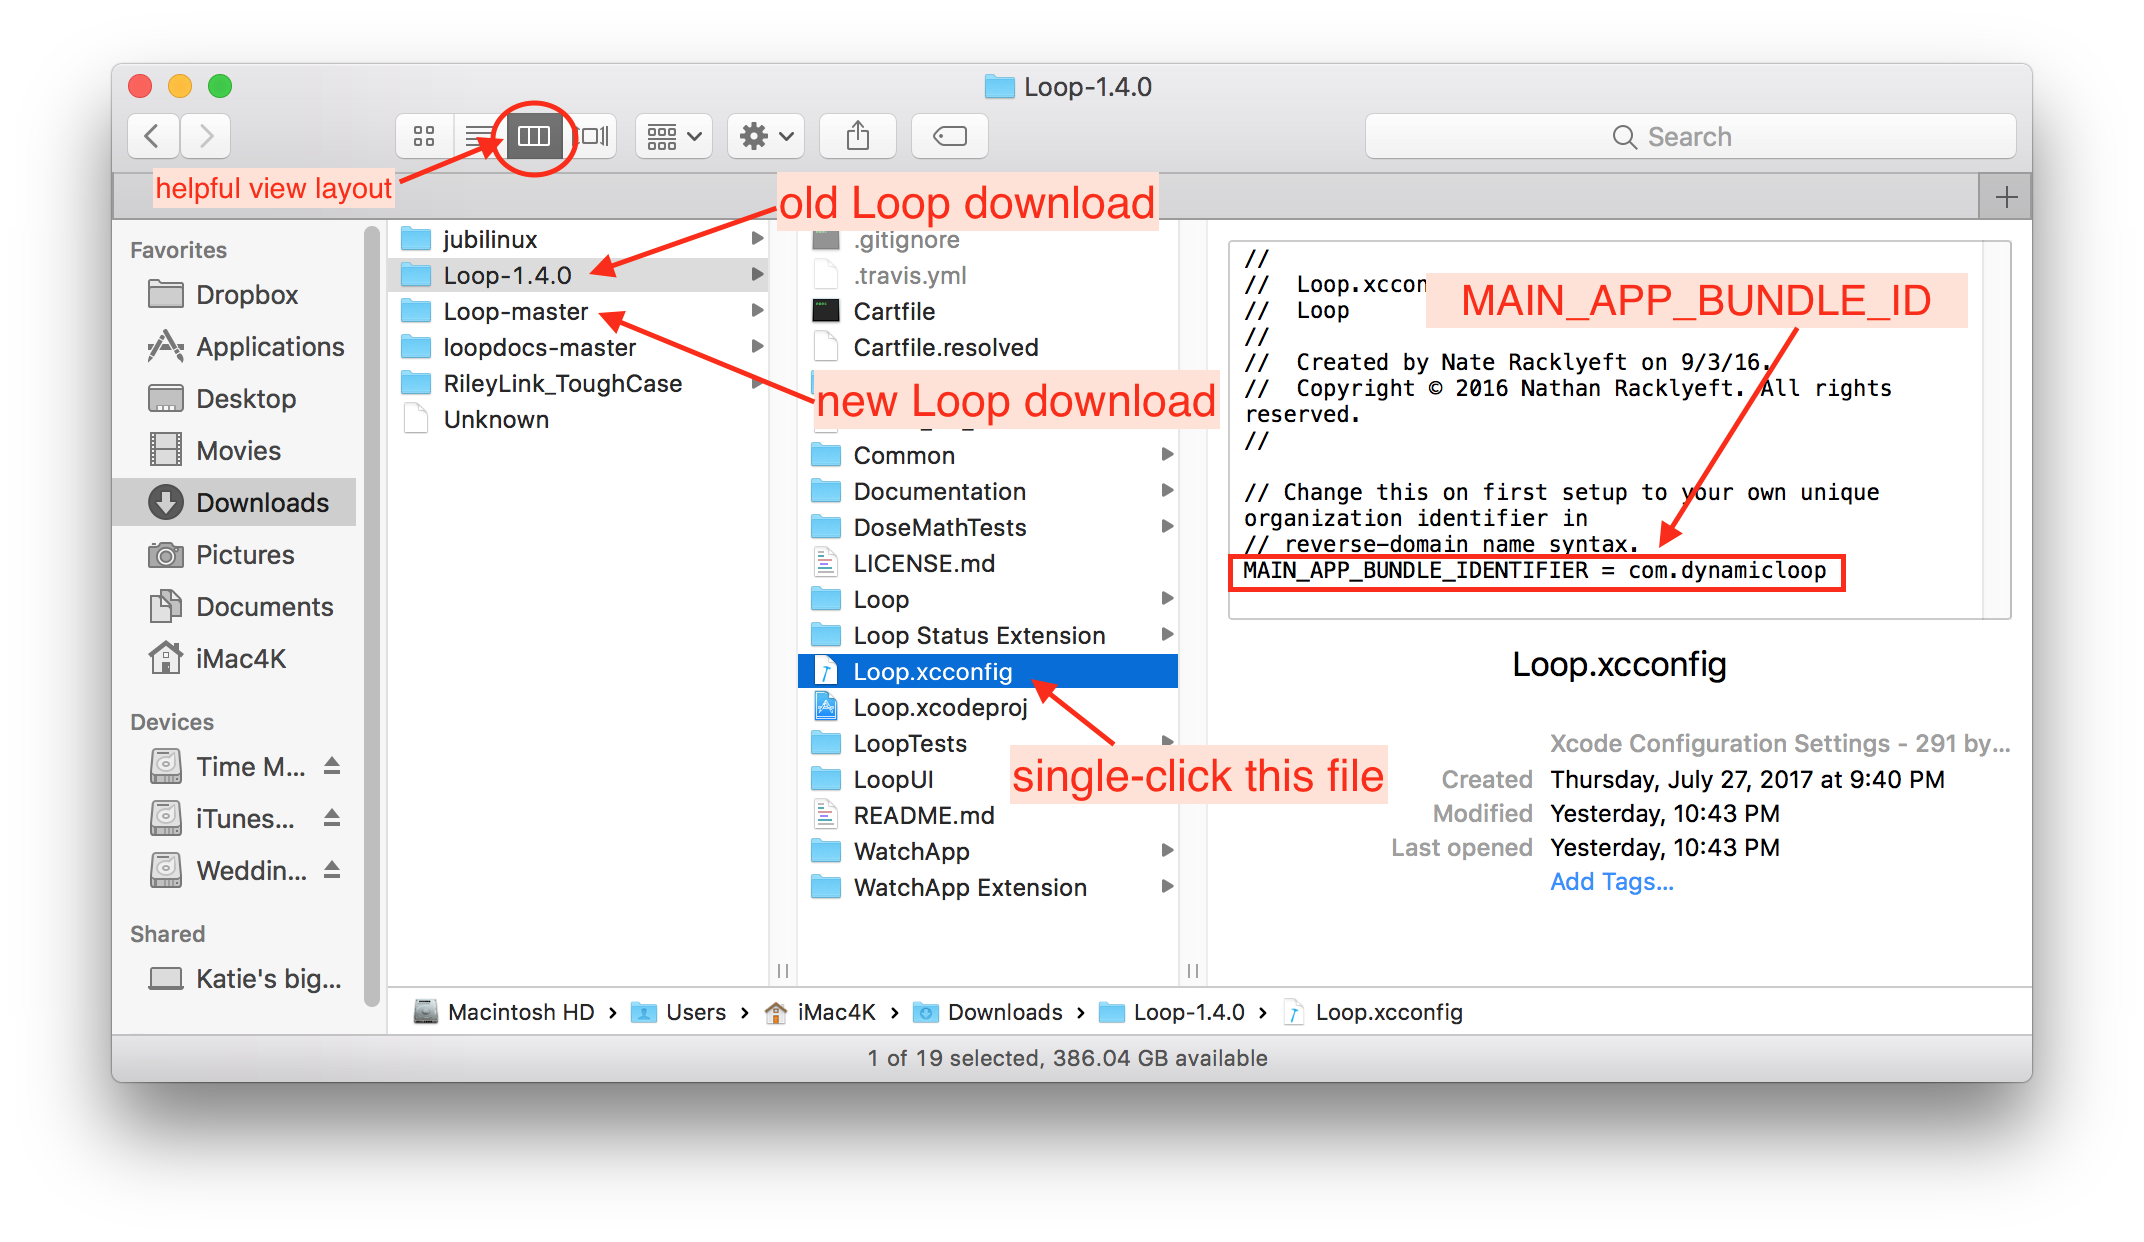 Loop-1.4.0
Search
helpful view layout
old Loop download
Favorites
Dropbox
Applications
Desktop
Movies
Downloads
Pictures
Documents
iMac4K
Devices
Time M...
iTunes...
Weddin...
Shared
Katie's big...
jubilinux
Loop-1.4.0
Loop-master
loopdocs-master
RileyLink_ToughCase
Unknown
new Loop download
.gitignore
.travis.yml
Cartfile
Cartfile.resolved
Common
Documentation
DoseMathTests
LICENSE.md
Loop
Loop Status Extension
Loop.xcconfig
Loop.xcodeproj
LoopTests
LoopUI
README.md
WatchApp
WatchApp Extension
single-click this file
//
// Loop.xccon
MAIN_APP_BUNDLE_ID
// Loop
//
// Created by Nate Racklyeft on 9/3/16.
// Copyright © 2016 Nathan Racklyeft. All rights
reserved.
//
// Change this on first setup to your own unique
organization identifier in
// reverse-domain name syntax.
MAIN_APP_BUNDLE_IDENTIFIER = com.dynamicloop
Loop.xcconfig
Xcode Configuration Settings - 291 by...
Created Thursday, July 27, 2017 at 9:40 PM
Modified Yesterday, 10:43 PM
Last opened Yesterday, 10:43 PM
Add Tags...
Macintosh HD › Users › iMac4K › Downloads › Loop-1.4.0 › Loop.xcconfig
1 of 19 selected, 386.04 GB available